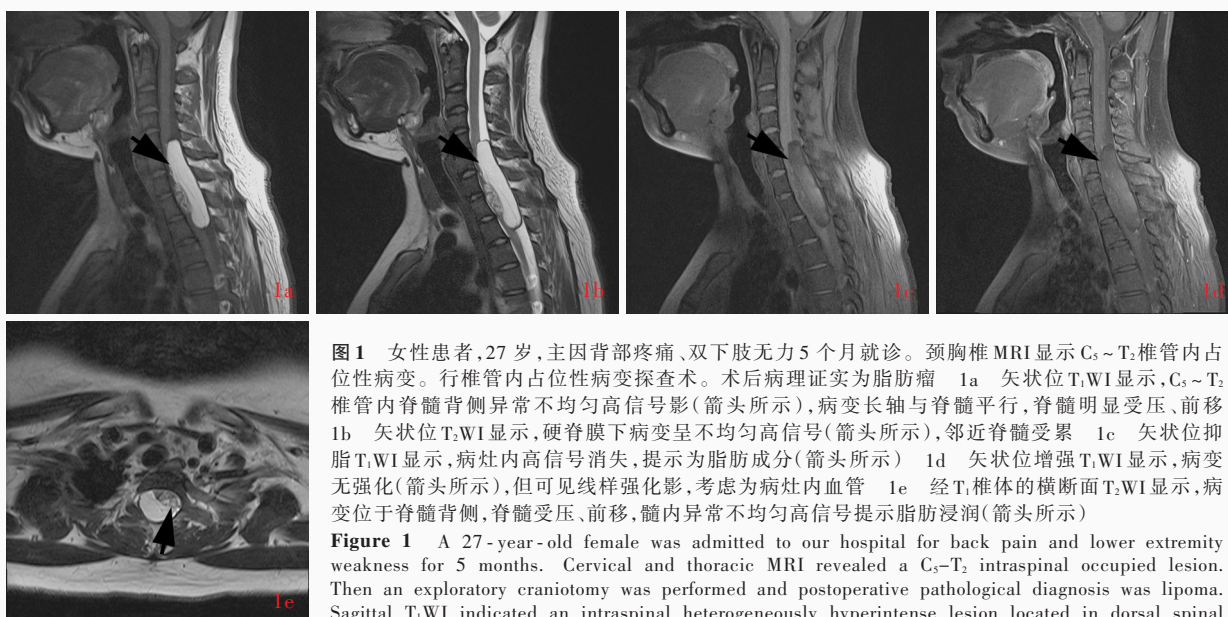 1a
1b
1c
1d
1e
图1 女性患者,27岁,主因背部疼痛、双下肢无力5个月就诊。颈胸椎MRI显示C₅~T₂椎管内占
位性病变。行椎管内占位性病变探查术。术后病理证实为脂肪瘤 1a 矢状位T₁WI显示,C₅~T₂
椎管内脊髓背侧异常不均匀高信号影(箭头所示),病变长轴与脊髓平行,脊髓明显受压、前移
1b 矢状位T₂WI显示,硬脊膜下病变呈不均匀高信号(箭头所示),邻近脊髓受累 1c 矢状位抑
脂T₁WI显示,病灶内高信号消失,提示为脂肪成分(箭头所示) 1d 矢状位增强T₁WI显示,病变
无强化(箭头所示),但可见线样强化影,考虑为病灶内血管 1e 经T₁椎体的横断面T₂WI显示,病
变位于脊髓背侧,脊髓受压、前移,髓内异常不均匀高信号提示脂肪浸润(箭头所示)
Figure 1 A 27-year-old female was admitted to our hospital for back pain and lower extremity
weakness for 5 months. Cervical and thoracic MRI revealed a C₅–T₂ intraspinal occupied lesion.
Then an exploratory craniotomy was performed and postoperative pathological diagnosis was lipoma.
Sagittal T₁WI indicated an intraspinal heterogeneously hyperintense lesion located in dorsal spinal